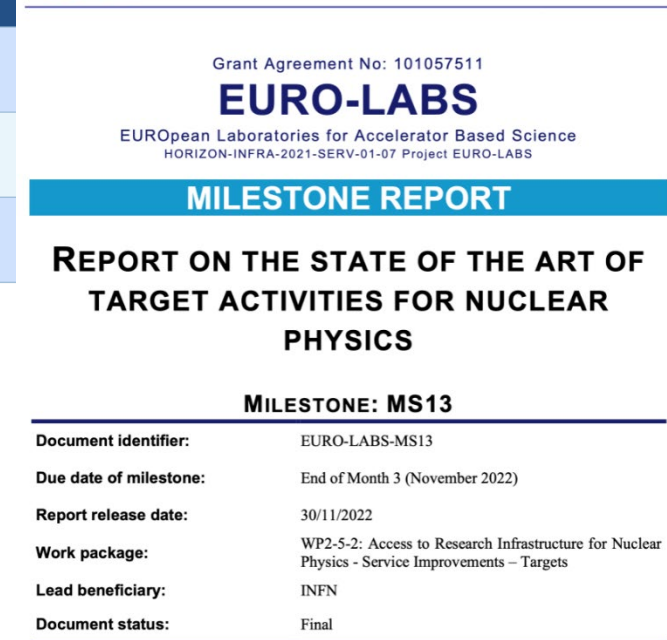 Grant Agreement No: 101057511
EURO-LABS
EUROpean Laboratories for Accelerator Based Science
HORIZON-INFRA-2021-SERV-01-07 Project EURO-LABS
MILESTONE REPORT
REPORT ON THE STATE OF THE ART OF
TARGET ACTIVITIES FOR NUCLEAR
PHYSICS
MILESTONE: MS13
Document identifier: EURO-LABS-MS13
Due date of milestone: End of Month 3 (November 2022)
Report release date: 30/11/2022
Work package: WP2-5-2: Access to Research Infrastructure for Nuclear
Physics - Service Improvements – Targets
Lead beneficiary: INFN
Document status: Final